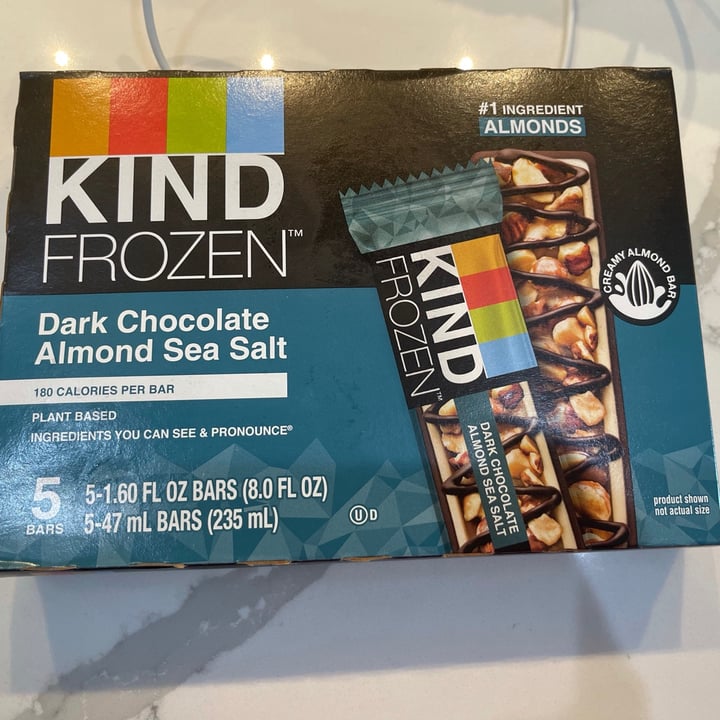 KIND
FROZEN™
Dark Chocolate
Almond Sea Salt
180 CALORIES PER BAR
PLANT BASED
INGREDIENTS YOU CAN SEE & PRONOUNCE®
5
BARS
5-1.60 FL OZ BARS (8.0 FL OZ)
5-47 mL BARS (235 mL)
U D
#1 INGREDIENT
ALMONDS
CREAMY ALMOND BAR
KIND
FROZEN™
DARK CHOCOLATE
ALMOND SEA SALT
product shown
not actual size